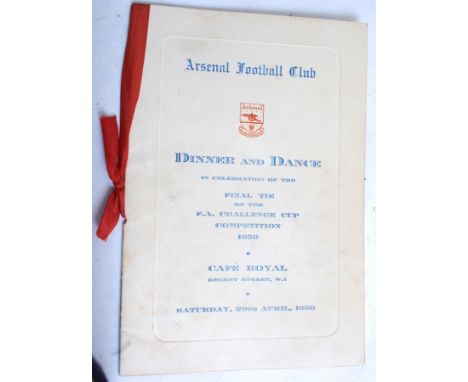 Arsenal Football Club
Arsenal
DINNER AND DANCE
IN CELEBRATION OF THE
FINAL TIE
OF THE
F.A. CHALLENGE CUP
COMPETITION
1950
CAFÉ ROYAL
REGENT STREET, W.1
SATURDAY, 29TH APRIL, 1950